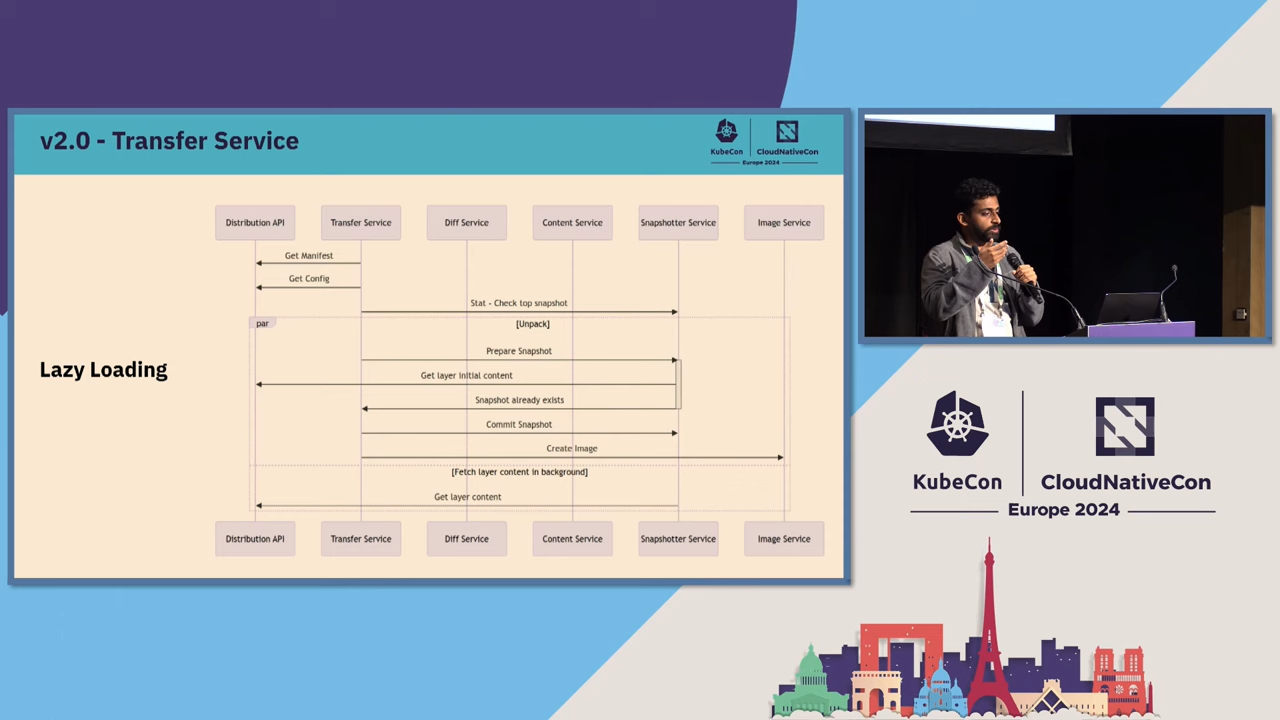 v2.0 - Transfer Service
KubeCon
CloudNativeCon
Europe 2024
Distribution API
Transfer Service
Diff Service
Content Service
Snapshotter Service
Image Service
Get Manifest
Get Config
Stat - Check top snapshot
par
[Unpack]
Prepare Snapshot
Lazy Loading
Get layer initial content
Snapshot already exists
Commit Snapshot
Create Image
[Fetch layer content in background]
Get layer content
Distribution API
Transfer Service
Diff Service
Content Service
Snapshotter Service
Image Service
KubeCon
CloudNativeCon
Europe 2024